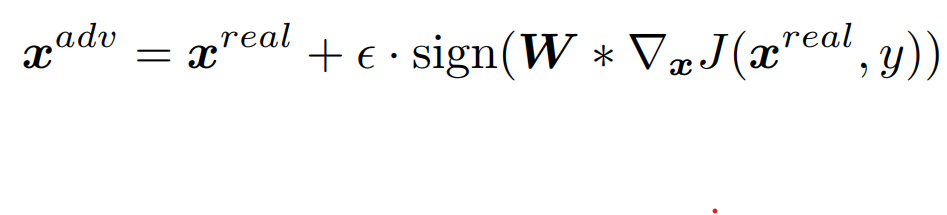 x^{adv} = x^{real} + ϵ · sign(W ∗ ∇_x J(x^{real}, y))